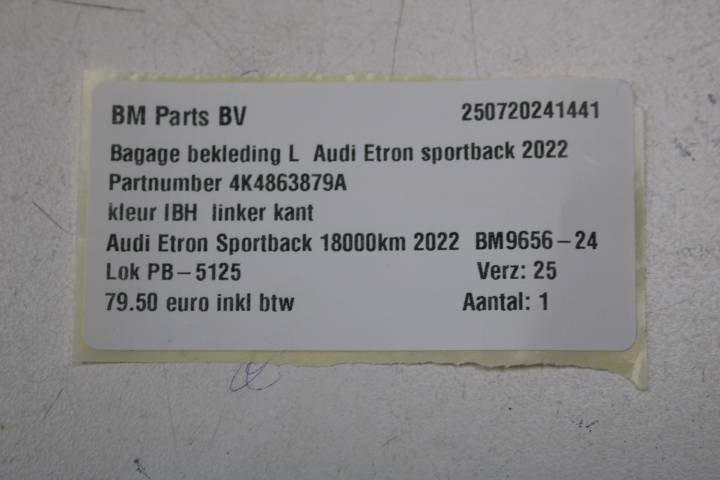 BM Parts BV 250720241441
Bagage bekleding L Audi Etron sportback 2022
Partnumber 4K4863879A
kleur IBH linker kant
Audi Etron Sportback 18000km 2022 BM9656-24
Lok PB-5125 Verz: 25
79.50 euro inkl btw Aantal: 1